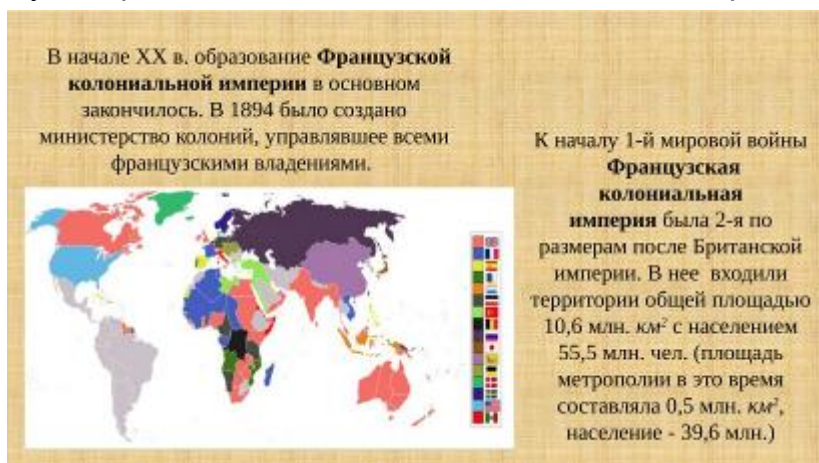 В начале XX в. образование Французской
колониальной империи в основном
закончилось. В 1894 было создано
министерство колоний, управлявшее всеми
французскими владениями.
К началу 1-й мировой войны
Французская
колониальная
империя была 2-я по
размерам после Британской
империи. В нее входили
территории общей площадью
10,6 млн. км² с населением
55,5 млн. чел. (площадь
метрополии в это время
составляла 0,5 млн. км²,
население - 39,6 млн.)